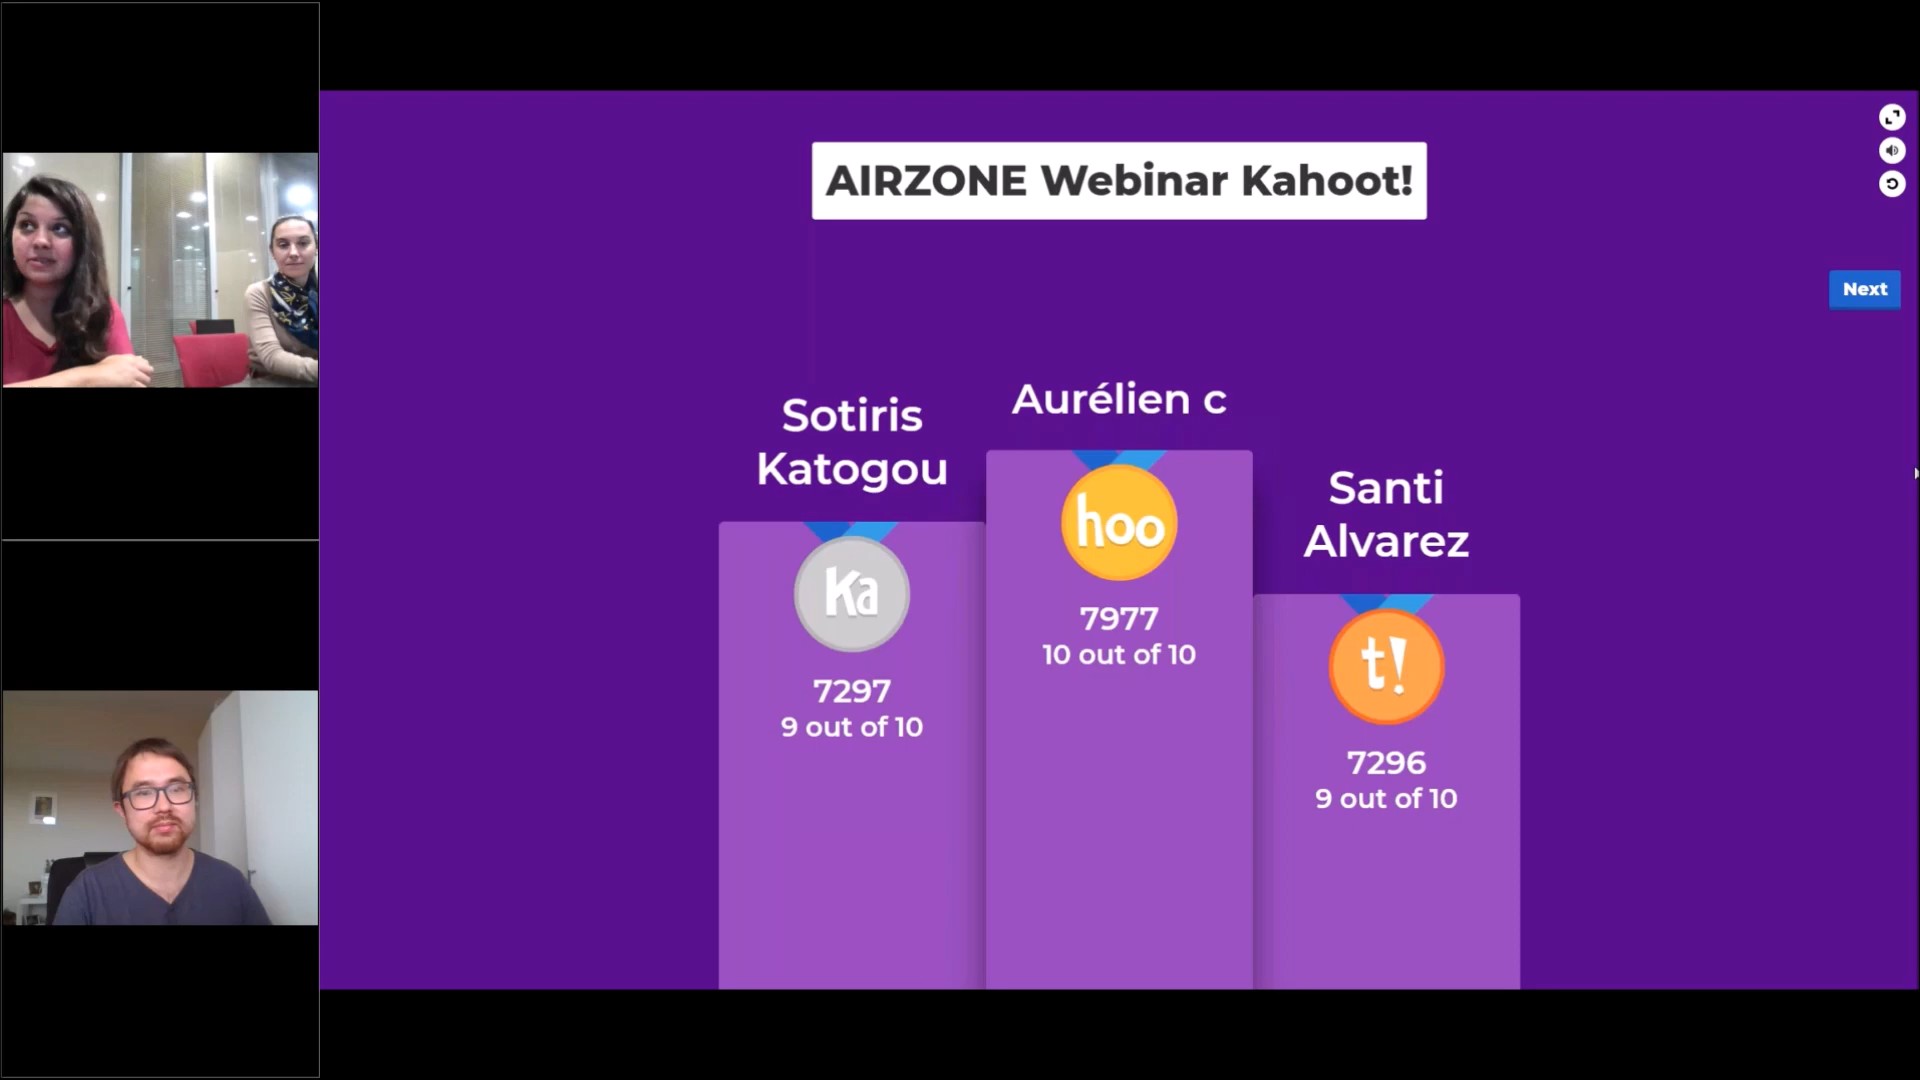 AIRZONE Webinar Kahoot!
Next
Aurélien c
Sotiris
Katogou
Santi
Alvarez
hoo
7977
10 out of 10
Ka
7297
9 out of 10
t!
7296
9 out of 10